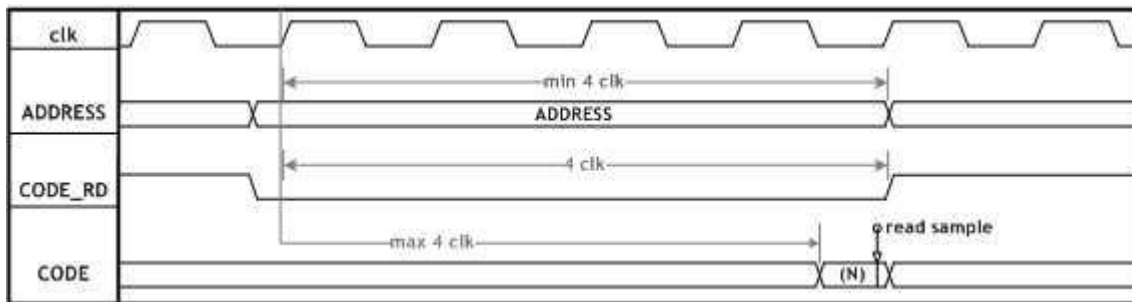 clk
min 4 clk
ADDRESS ADDRESS
4 clk
CODE_RD
read sample
max 4 clk
CODE (N)